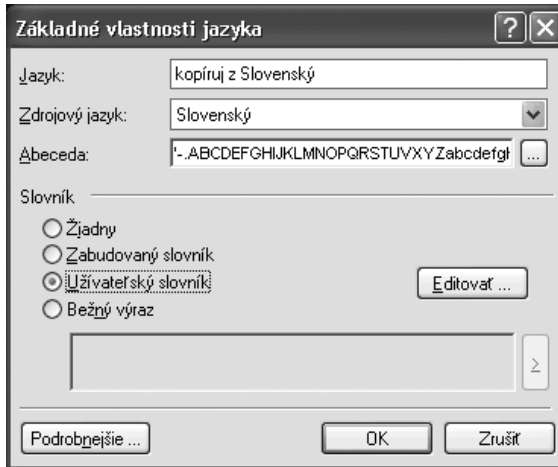 Základné vlastnosti jazyka
Jazyk: kopíruj z Slovenský
Zdrojový jazyk: Slovenský
Abeceda: '-.ABCDEFGHIJKLMNOPQRSTUVXYZabcdefgh ...
Slovník
Žiadny
Zabudovaný slovník
Užívateľský slovník Editovať ...
Bežný výraz
>
Podrobnejšie ... OK Zrušiť